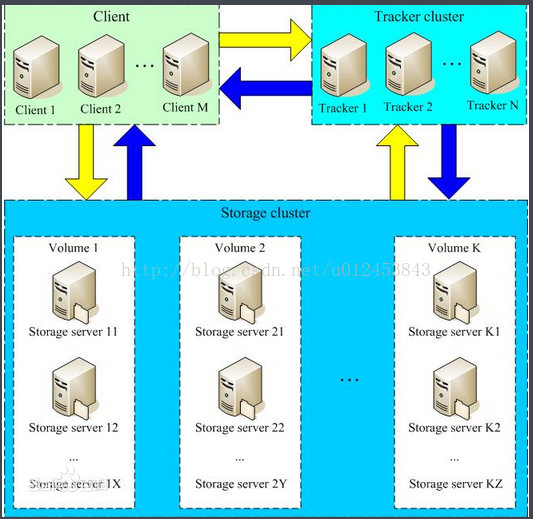 Client
Tracker cluster
Client 1
Client 2
...
Client M
Tracker 1
Tracker 2
...
Tracker N
Storage cluster
Volume 1
Volume 2
Volume K
http://blog.csdn.net/u012453843
Storage server 11
Storage server 21
Storage server K1
Storage server 12
Storage server 22
...
Storage server K2
...
...
...
Storage server 1X
Storage server 2Y
Storage server KZ